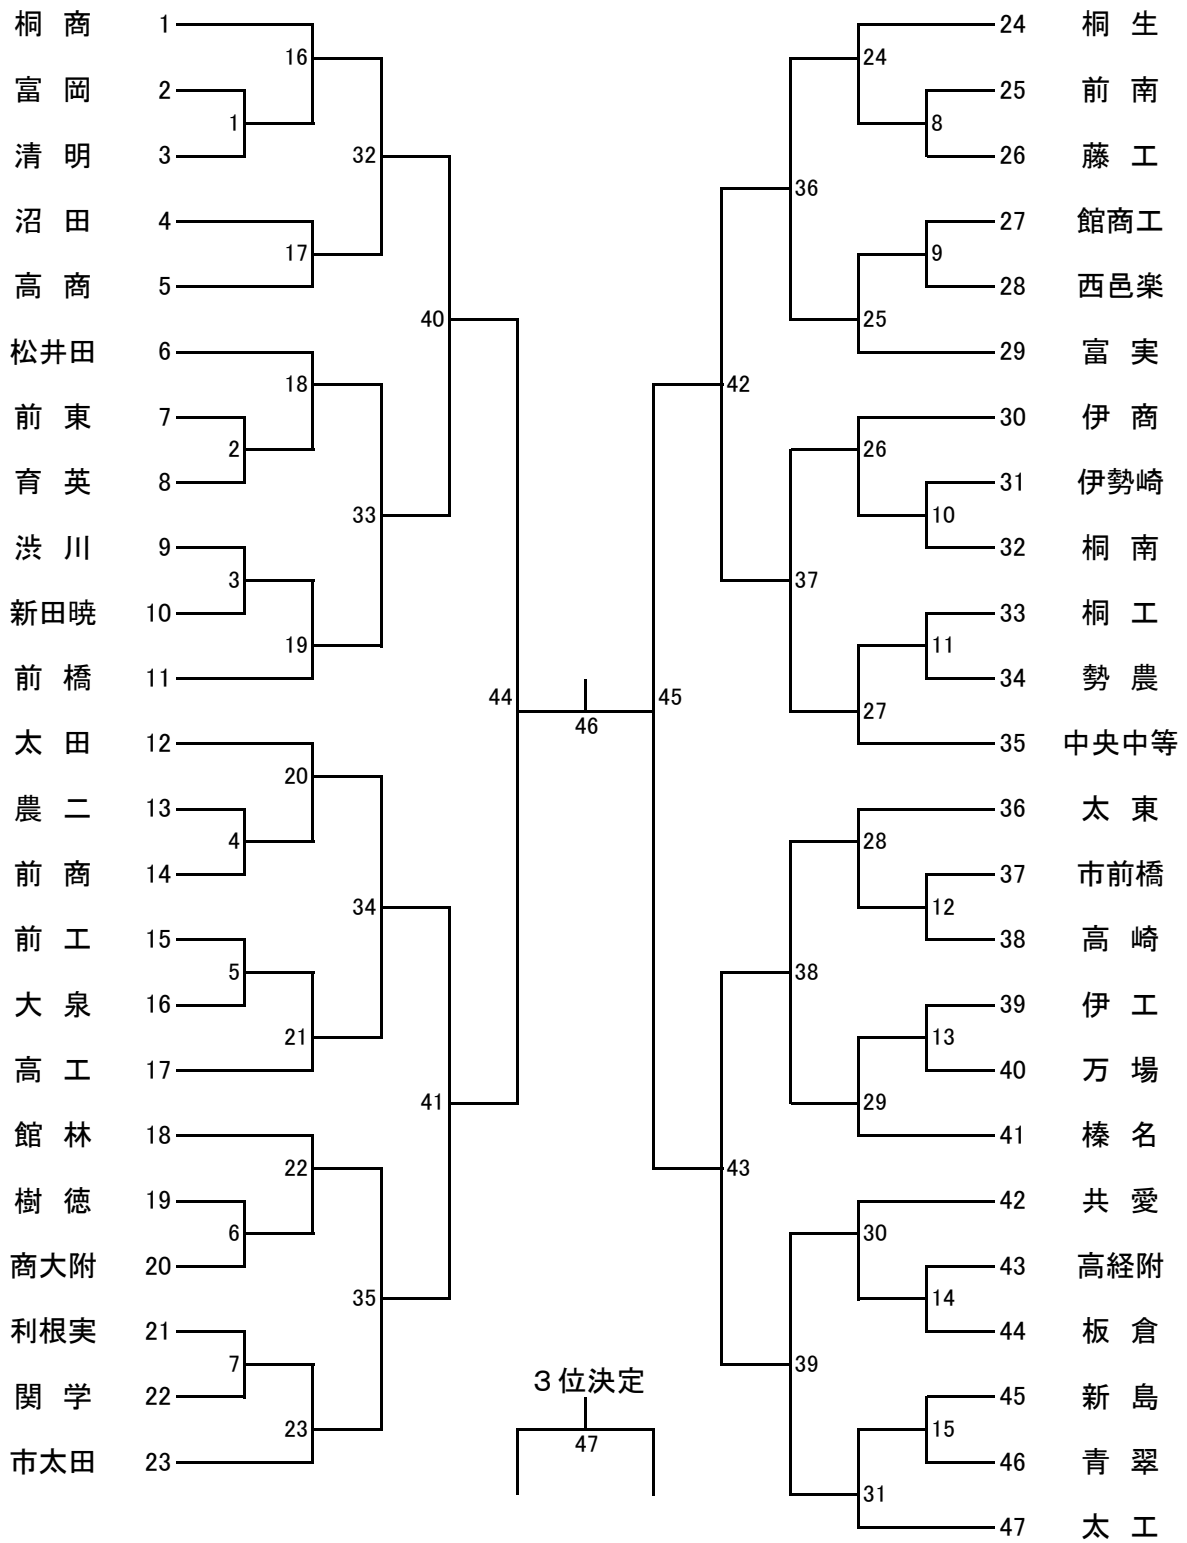 桐 商 1
16
富 岡 2
1
清 明 3
32
沼 田 4
17
高 商 5
40
松井田 6
18
前 東 7
2
育 英 8
33
渋 川 9
3
新田暁 10
19
前 橋 11
44
太 田 12
20
農 二 13
4
前 商 14
34
前 工 15
5
大 泉 16
21
高 工 17
41
館 林 18
22
樹 徳 19
6
商大附 20
35
利根実 21
7
関 学 22
23
市太田 23
46
３位決定
47
24 桐 生
24
25 前 南
8
26 藤 工
36
27 館商工
9
28 西邑楽
25
29 富 実
42
30 伊 商
26
31 伊勢崎
10
32 桐 南
37
33 桐 工
11
34 勢 農
45
27
35 中央中等
36 太 東
28
37 市前橋
12
38 高 崎
38
39 伊 工
13
40 万 場
29
41 榛 名
43
42 共 愛
30
43 高経附
14
44 板 倉
39
45 新 島
15
46 青 翠
31
47 太 工